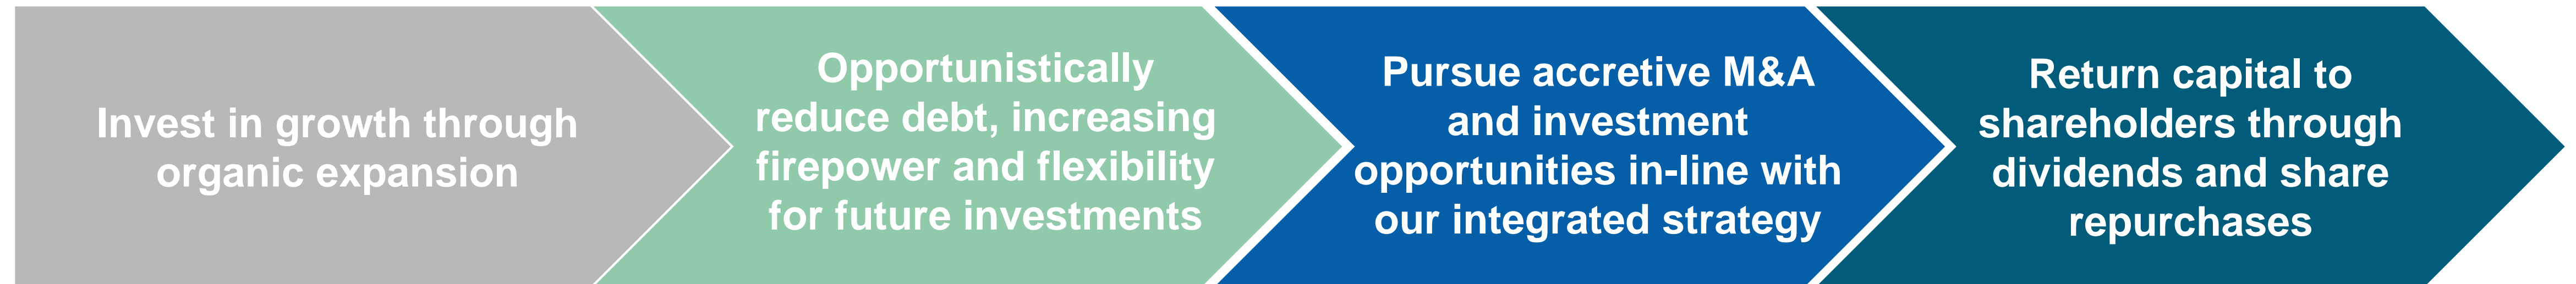 Invest in growth through
organic expansion
Opportunistically
reduce debt, increasing
firepower and flexibility
for future investments
Pursue accretive M&A
and investment
opportunities in-line with
our integrated strategy
Return capital to
shareholders through
dividends and share
repurchases